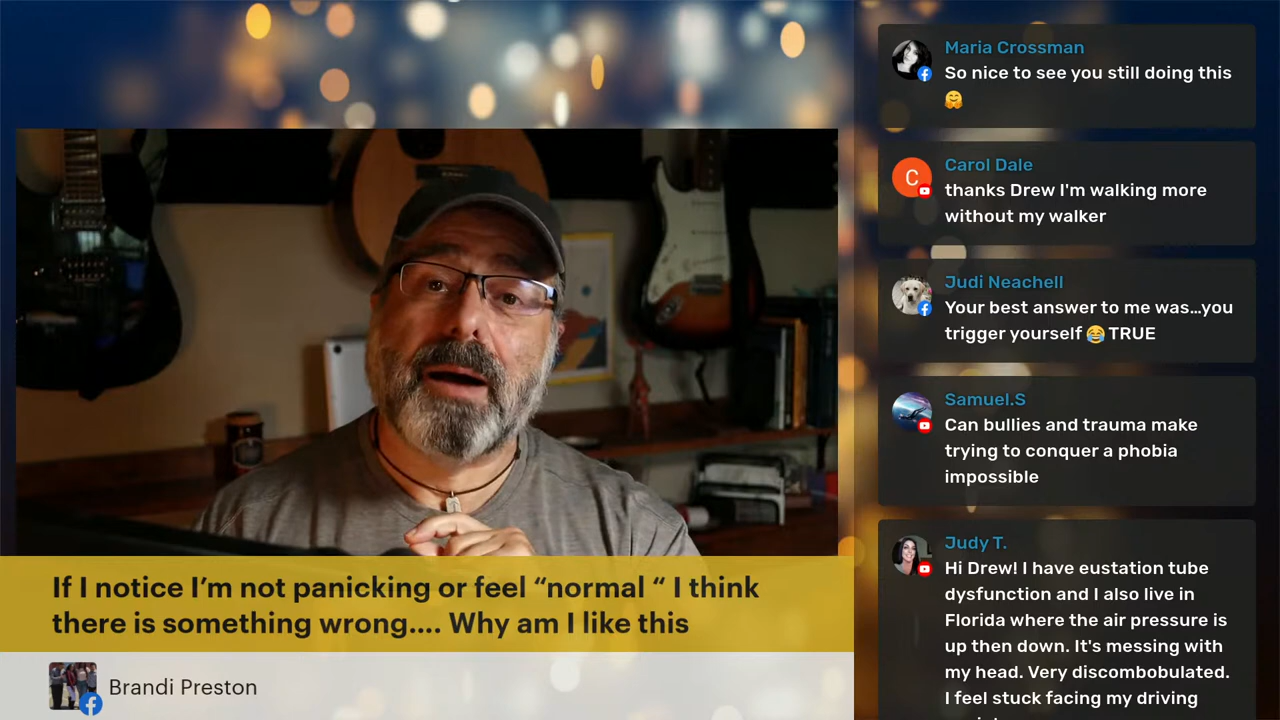 If I notice I’m not panicking or feel “normal “ I think
there is something wrong.... Why am I like this
Brandi Preston
Maria Crossman
So nice to see you still doing this
🤗
C
Carol Dale
thanks Drew I'm walking more
without my walker
Judi Neachell
Your best answer to me was...you
trigger yourself 😂 TRUE
Samuel.S
Can bullies and trauma make
trying to conquer a phobia
impossible
Judy T.
Hi Drew! I have eustation tube
dysfunction and I also live in
Florida where the air pressure is
up then down. It's messing with
my head. Very discombobulated.
I feel stuck facing my driving